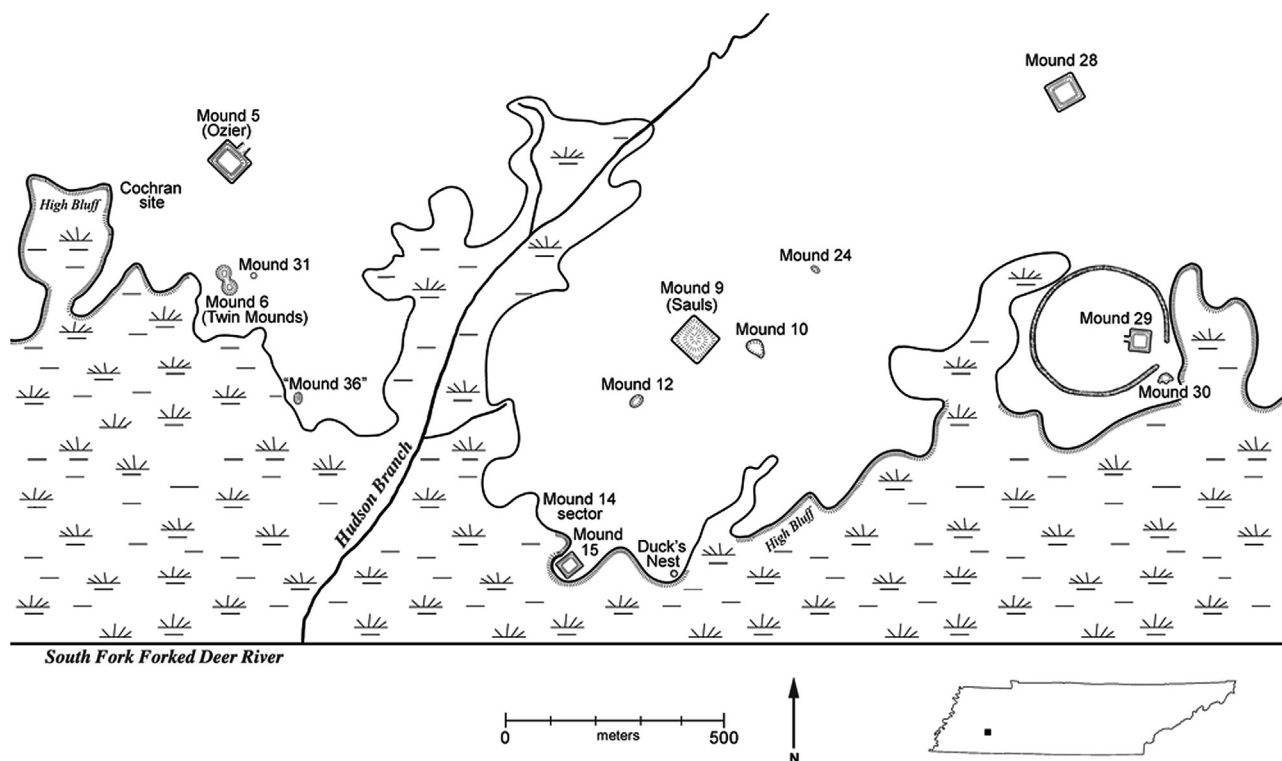 Mound 28
Mound 5
(Ozier)
Cochran
site
High Bluff
Mound 31
Mound 6
(Twin Mounds)
Mound 24
Mound 9
(Sauls)
Mound 10
Mound 29
"Mound 36"
Mound 12
Mound 30
Hudson Branch
Mound 14
sector
Mound
15
Duck's
Nest
High Bluff
South Fork Forked Deer River
0 meters 500
N